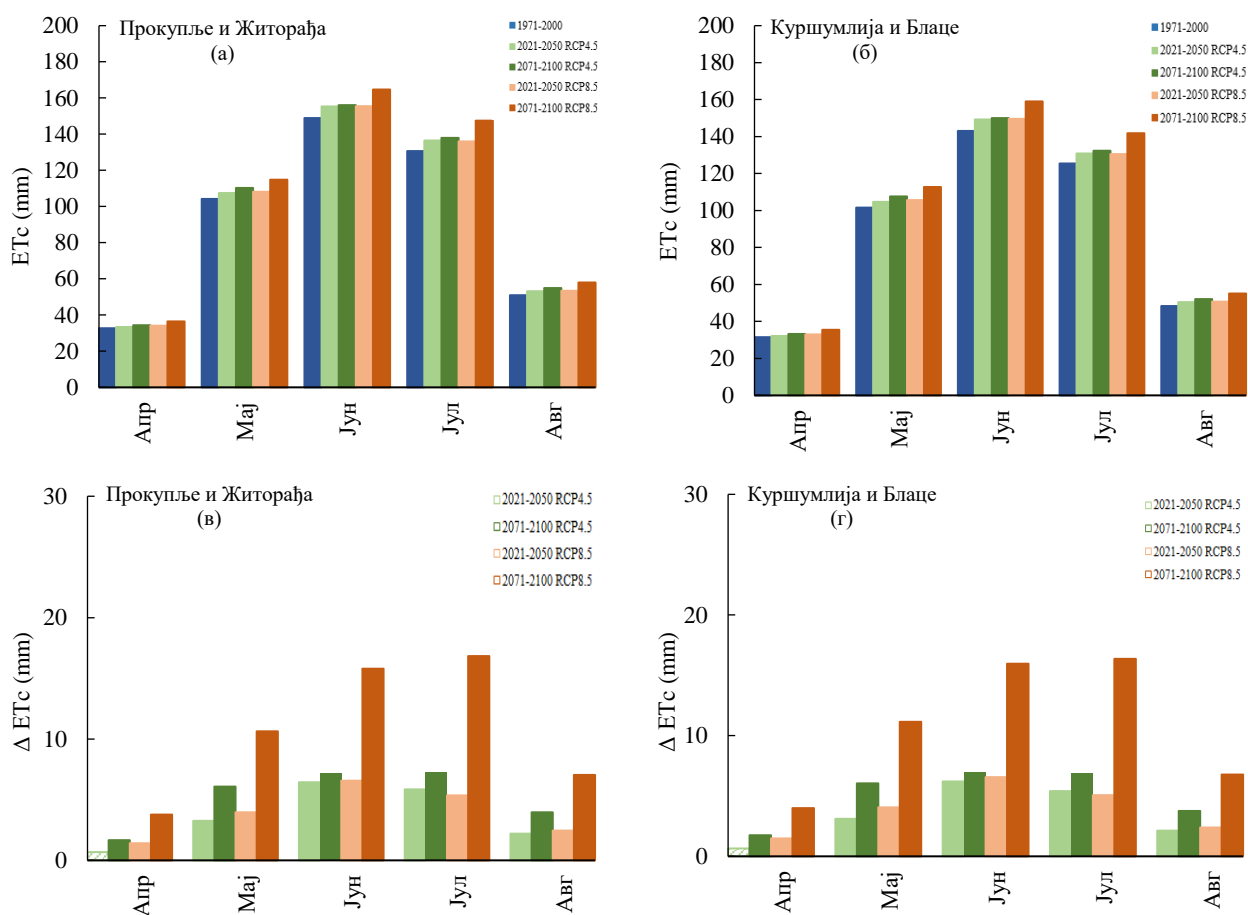 Прокупље и Житорађа
(а)
1971-2000
2021-2050 RCP4.5
2071-2100 RCP4.5
2021-2050 RCP8.5
2071-2100 RCP8.5
ETc (mm)
200
180
160
140
120
100
80
60
40
20
0
Апр
Мај
Јун
Јул
Авг
Куршумлија и Блаце
(б)
1971-2000
2021-2050 RCP4.5
2071-2100 RCP4.5
2021-2050 RCP8.5
2071-2100 RCP8.5
ETc (mm)
200
180
160
140
120
100
80
60
40
20
0
Апр
Мај
Јун
Јул
Авг
Прокупље и Житорађа
(в)
2021-2050 RCP4.5
2071-2100 RCP4.5
2021-2050 RCP8.5
2071-2100 RCP8.5
Δ ETc (mm)
30
20
10
0
Апр
Мај
Јун
Јул
Авг
Куршумлија и Блаце
(г)
2021-2050 RCP4.5
2071-2100 RCP4.5
2021-2050 RCP8.5
2071-2100 RCP8.5
Δ ETc (mm)
30
20
10
0
Апр
Мај
Јун
Јул
Авг